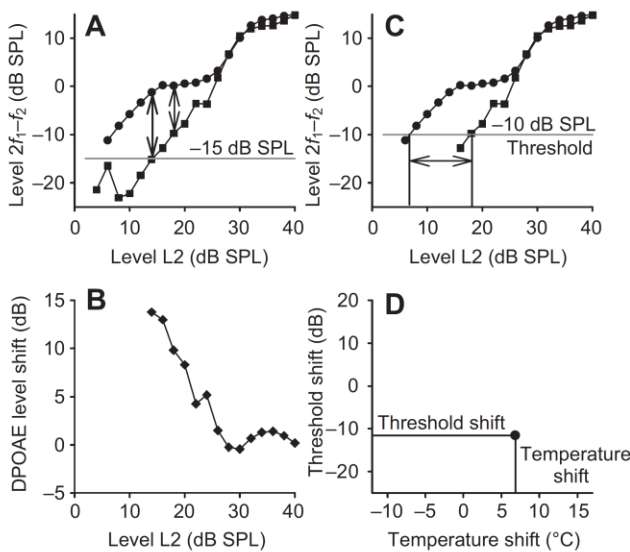 A
Level 2f1–f2
(dB SPL)
10
0
–10
–20
–15 dB SPL
0 10 20 30 40
Level L2 (dB SPL)
C
Level 2f1–f2
(dB SPL)
10
0
–10
–20
–10 dB SPL
Threshold
0 10 20 30 40
Level L2 (dB SPL)
B
DPOAE level shift (dB)
15
10
5
0
–5
0 10 20 30 40
Level L2 (dB SPL)
D
Threshold shift (dB)
20
10
0
–10
–20
Threshold shift
Temperature
shift
–10 –5 0 5 10 15
Temperature shift (°C)